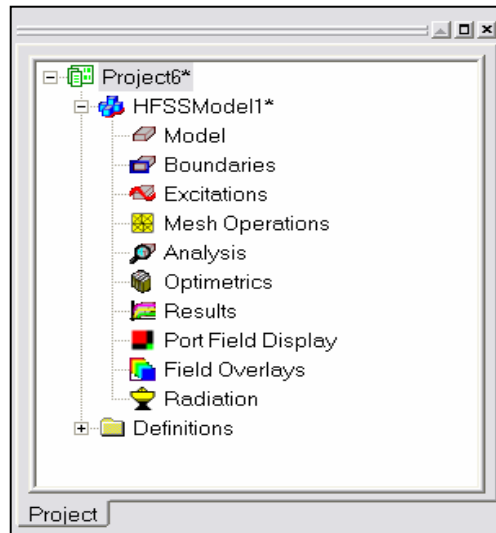 Project6*
HFSSModel1*
Model
Boundaries
Excitations
Mesh Operations
Analysis
Optimetrics
Results
Port Field Display
Field Overlays
Radiation
Definitions
Project